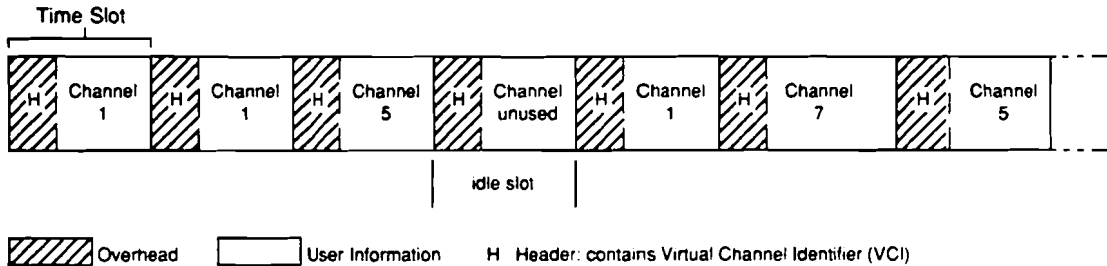 Time Slot
H Channel 1 H Channel 1 H Channel 5 H Channel unused H Channel 1 H Channel 7 H Channel 5
idle slot
Overhead User Information H Header: contains Virtual Channel Identifier (VCI)